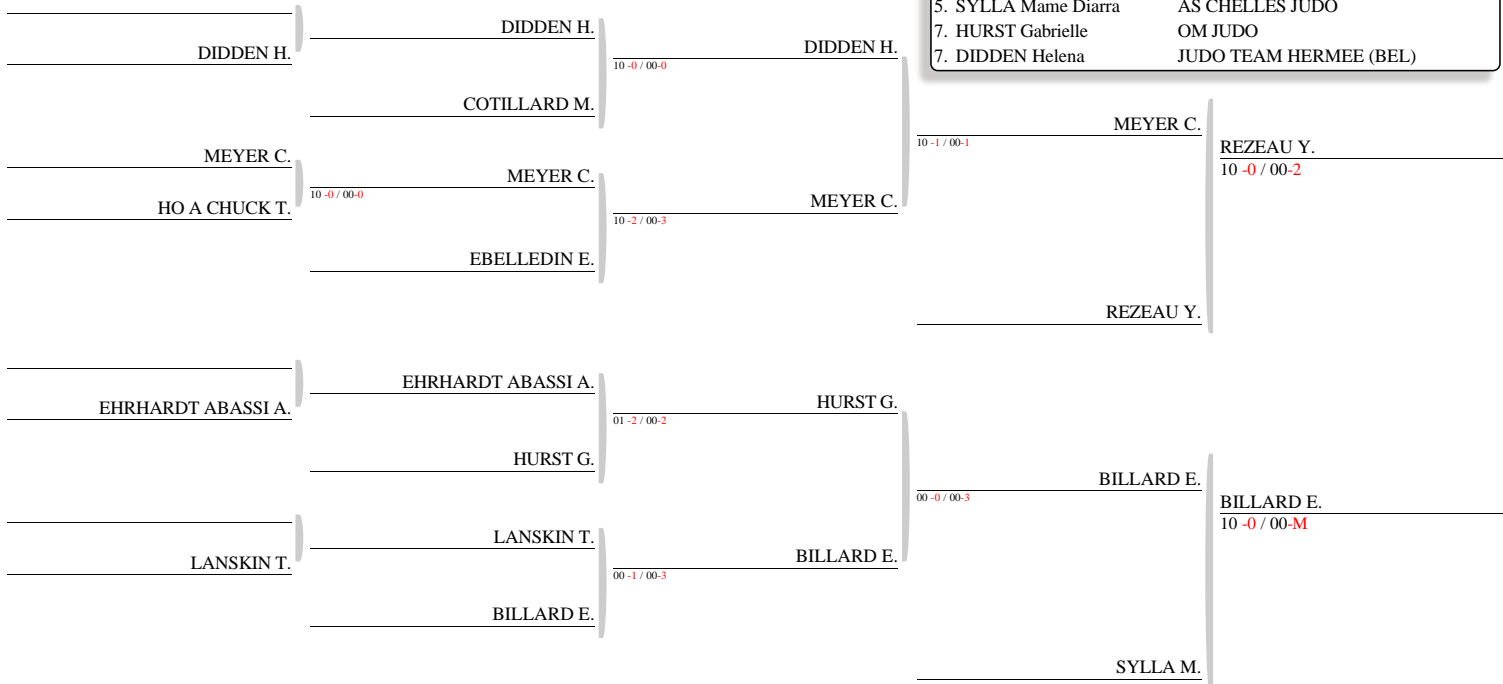 5. SYLLA Mame Diarra AS CHELLES JUDO
7. HURST Gabrielle OM JUDO
7. DIDDEN Helena JUDO TEAM HERMEE (BEL)
DIDDEN H.
MEYER C.
HO A CHUCK T.
EHRHARDT ABASSI A.
LANSKIN T.
DIDDEN H.
COTILLARD M.
MEYER C.
10 -0 / 00-0
EBELLEDIN E.
EHRHARDT ABASSI A.
HURST G.
LANSKIN T.
BILLARD E.
DIDDEN H.
10 -0 / 00-0
MEYER C.
10 -2 / 00-3
HURST G.
01 -2 / 00-2
BILLARD E.
00 -1 / 00-3
MEYER C.
10 -1 / 00-1
REZEAU Y.
BILLARD E.
00 -0 / 00-3
SYLLA M.
REZEAU Y.
10 -0 / 00-2
BILLARD E.
10 -0 / 00-M